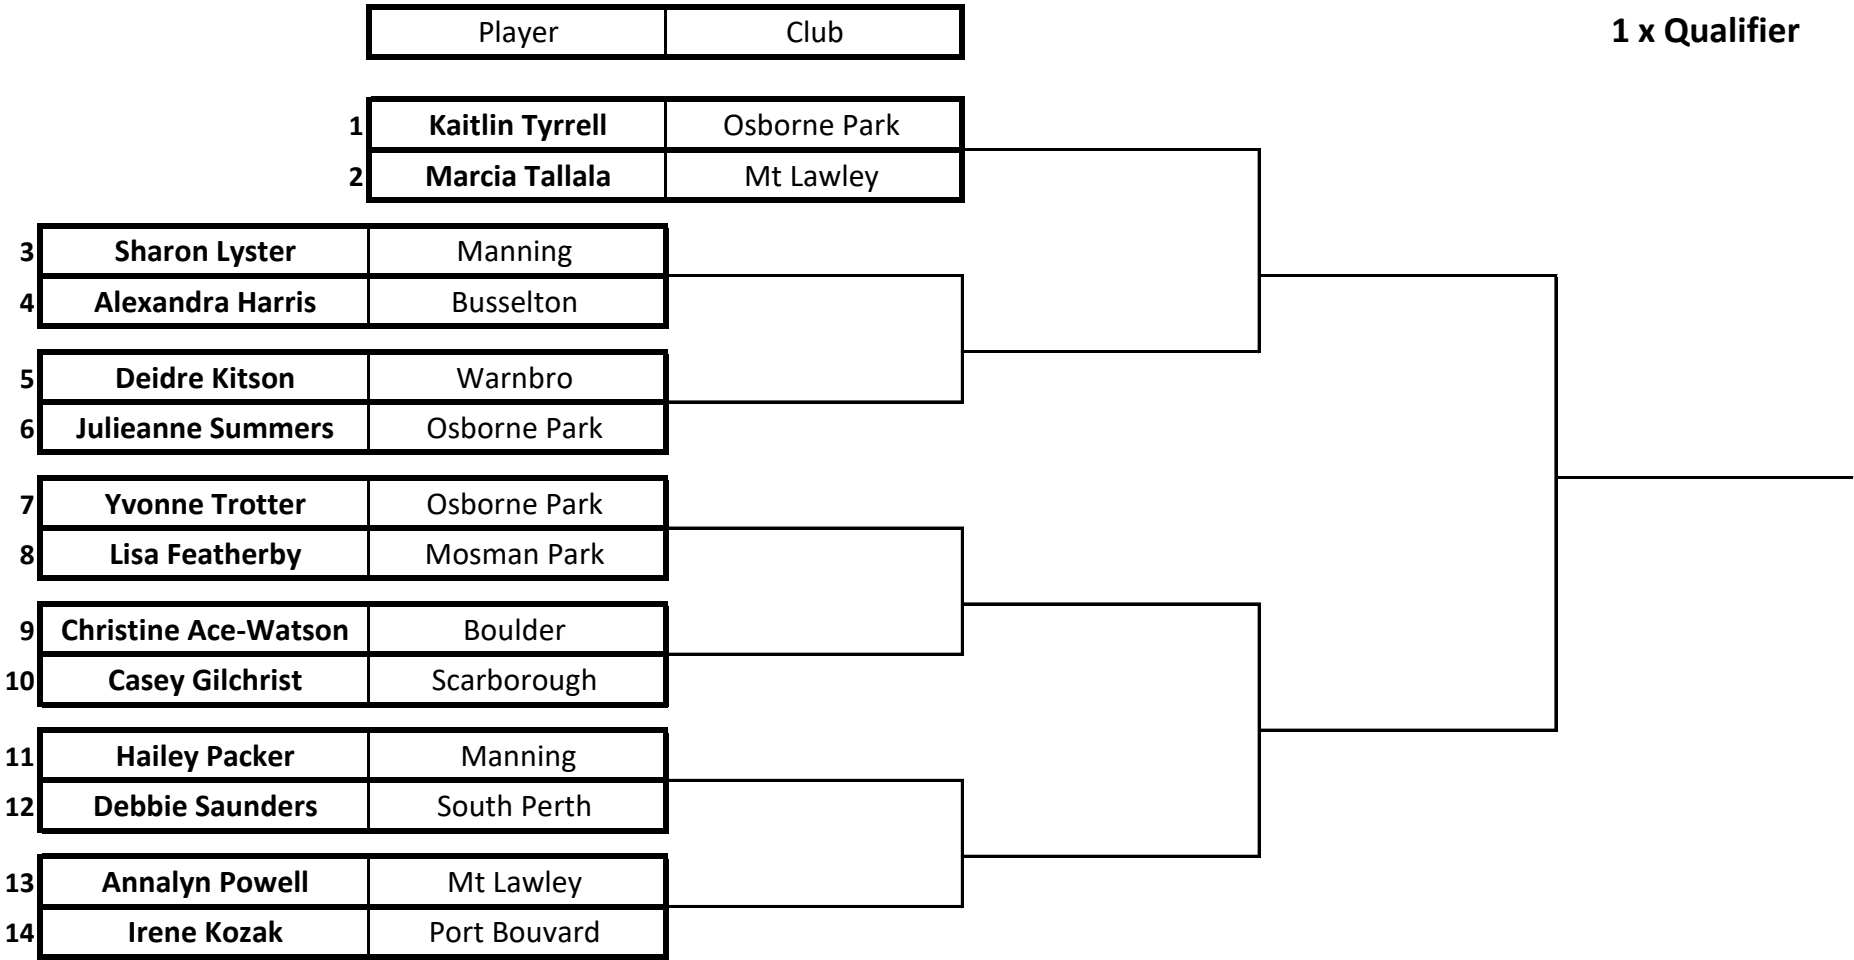 Player Club 1 x Qualifier
1 Kaitlin Tyrrell Osborne Park
2 Marcia Tallala Mt Lawley
3 Sharon Lyster Manning
4 Alexandra Harris Busselton
5 Deidre Kitson Warnbro
6 Julieanne Summers Osborne Park
7 Yvonne Trotter Osborne Park
8 Lisa Featherby Mosman Park
9 Christine Ace-Watson Boulder
10 Casey Gilchrist Scarborough
11 Hailey Packer Manning
12 Debbie Saunders South Perth
13 Annalyn Powell Mt Lawley
14 Irene Kozak Port Bouvard